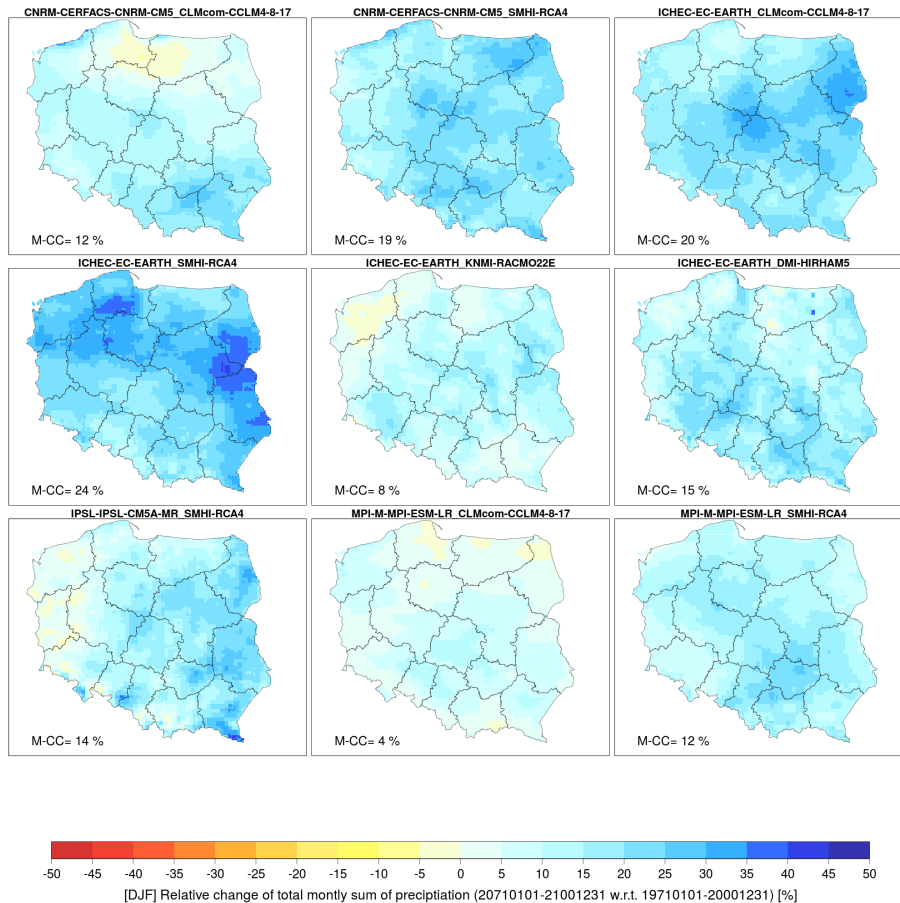 CNRM-CERFACS-CNRM-CM5_CLMcom-CCLM4-8-17
CNRM-CERFACS-CNRM-CM5_SMHI-RCA4
ICHEC-EC-EARTH_CLMcom-CCLM4-8-17
M-CC= 12 %
M-CC= 19 %
M-CC= 20 %
ICHEC-EC-EARTH_SMHI-RCA4
ICHEC-EC-EARTH_KNMI-RACMO22E
ICHEC-EC-EARTH_DMI-HIRHAM5
M-CC= 24 %
M-CC= 8 %
M-CC= 15 %
IPSL-IPSL-CM5A-MR_SMHI-RCA4
MPI-M-MPI-ESM-LR_CLMcom-CCLM4-8-17
MPI-M-MPI-ESM-LR_SMHI-RCA4
M-CC= 14 %
M-CC= 4 %
M-CC= 12 %
-50 -45 -40 -35 -30 -25 -20 -15 -10 -5 0 5 10 15 20 25 30 35 40 45 50
[DJF] Relative change of total montly sum of preciptiation (20710101-21001231 w.r.t. 19710101-20001231) [%]